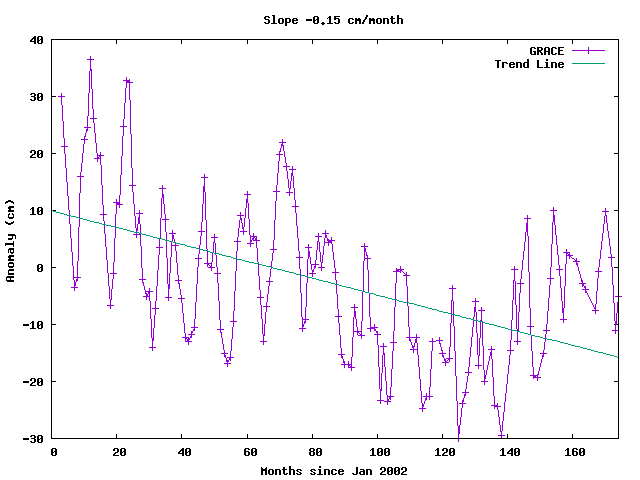 Slope -0.15 cm/month
40
30
20
10
0
-10
-20
-30
Anomaly (cm)
GRACE
Trend Line
0 20 40 60 80 100 120 140 160
Months since Jan 2002